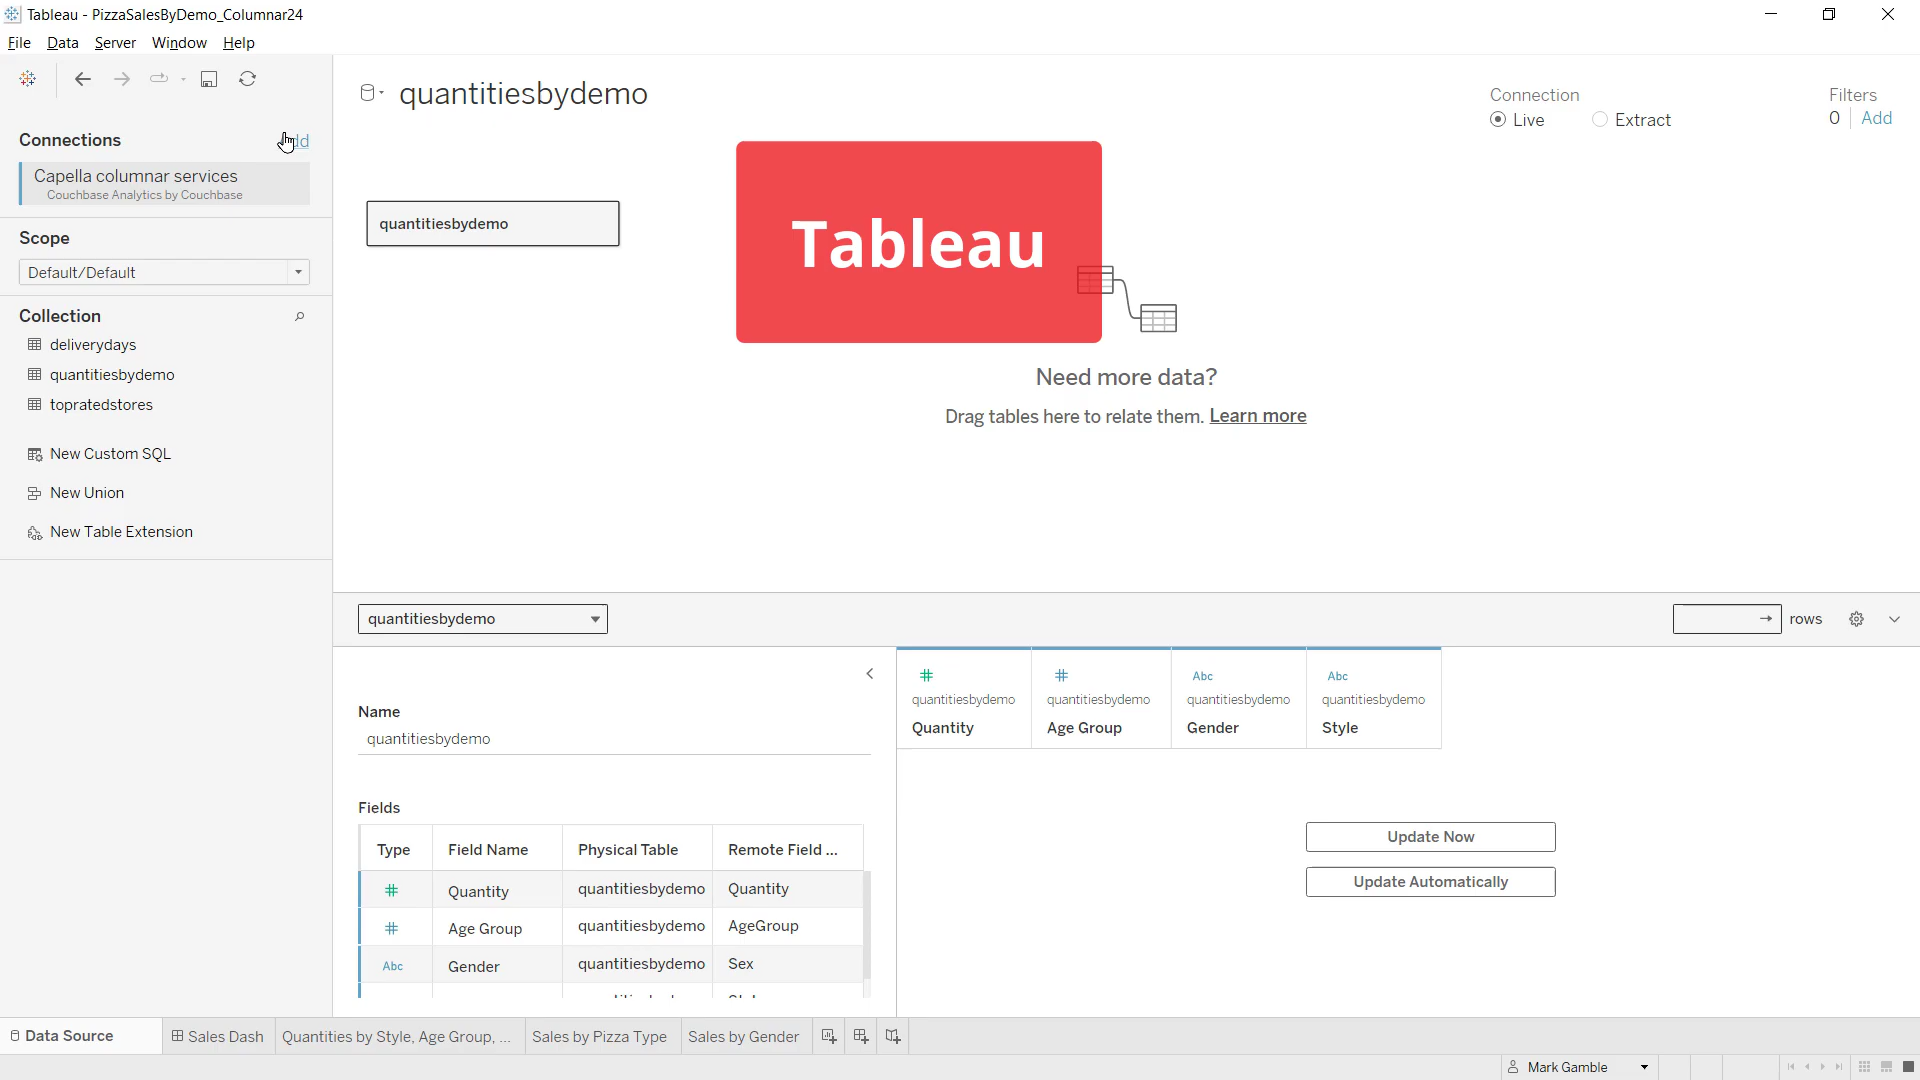 Tableau - PizzaSalesByDemo_Columnar24
File Data Server Window Help
Connections
Capella columnar services
Couchbase Analytics by Couchbase
Scope
Default/Default
Collection
deliverydays
quantitiesbydemo
topratedstores
New Custom SQL
New Union
New Table Extension
quantitiesbydemo
Connection
Live Extract
Filters
0 Add
quantitiesbydemo
Tableau
Need more data?
Drag tables here to relate them. Learn more
quantitiesbydemo
rows
Name
quantitiesbydemo
Fields
Type Field Name Physical Table Remote Field ...
Quantity quantitiesbydemo Quantity
Age Group quantitiesbydemo AgeGroup
Abc Gender quantitiesbydemo Sex
quantitiesbydemo quantitiesbydemo Abc quantitiesbydemo Abc quantitiesbydemo
Quantity Age Group Gender Style
Update Now
Update Automatically
Data Source Sales Dash Quantities by Style, Age Group, ... Sales by Pizza Type Sales by Gender
Mark Gamble